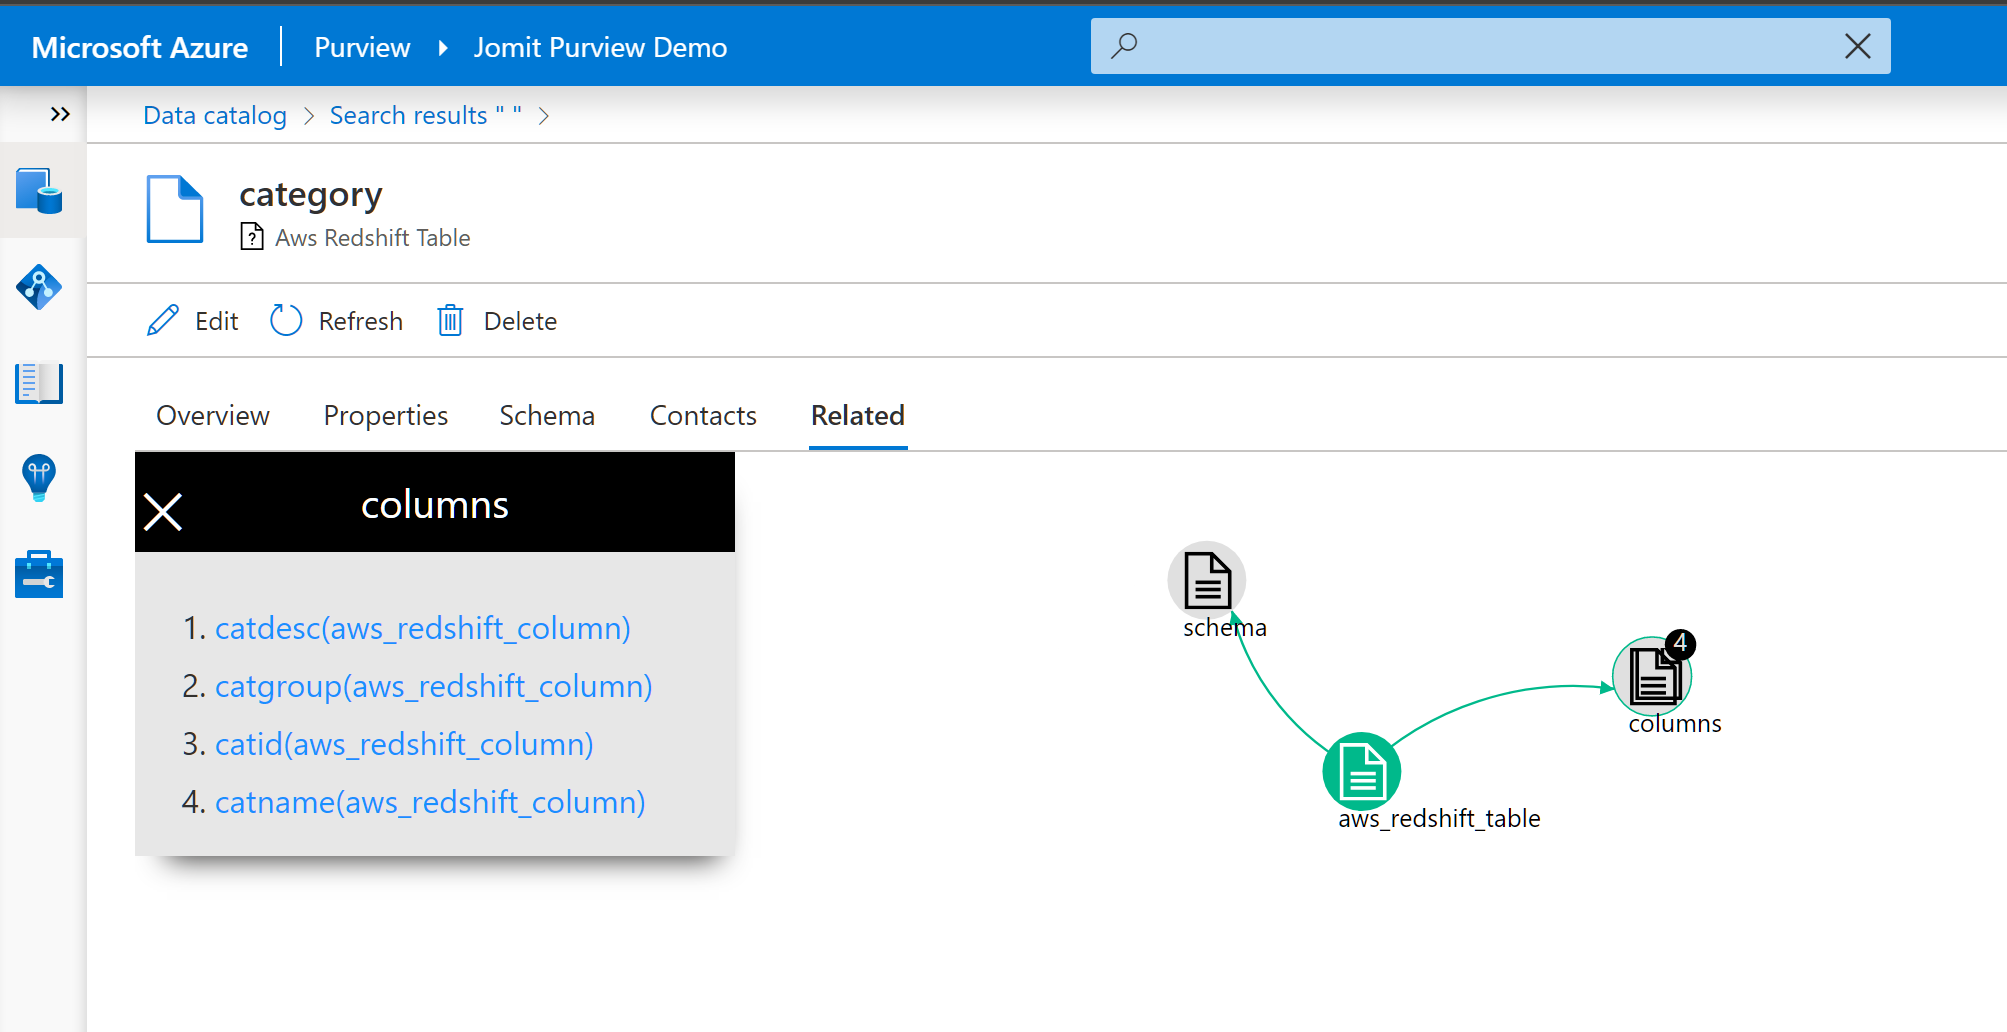 Microsoft Azure Purview Jomit Purview Demo
Data catalog > Search results " " >
category
? Aws Redshift Table
Edit Refresh Delete
Overview Properties Schema Contacts Related
columns
1. catdesc(aws_redshift_column)
2. catgroup(aws_redshift_column)
3. catid(aws_redshift_column)
4. catname(aws_redshift_column)
schema
4
columns
aws_redshift_table